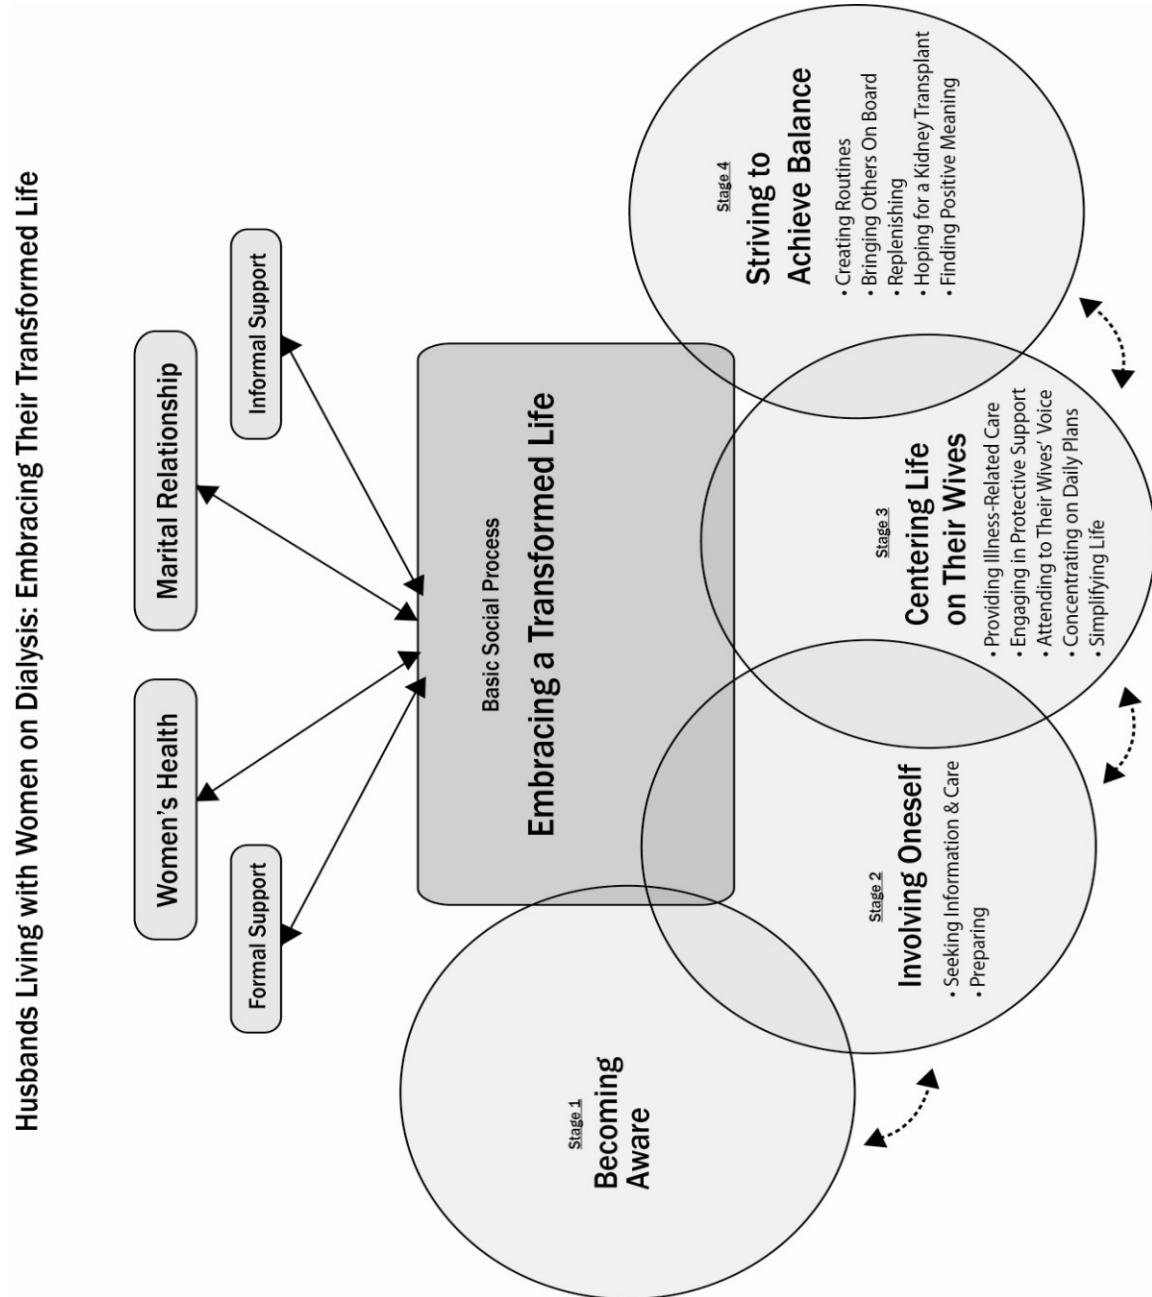 Husbands Living with Women on Dialysis: Embracing Their Transformed Life
Women's Health
Marital Relationship
Formal Support
Informal Support
Basic Social Process
Embracing a Transformed Life
Stage 1
Becoming
Aware
Stage 2
Involving Oneself
• Seeking Information & Care
• Preparing
Stage 3
Centering Life
on Their Wives
• Providing Illness-Related Care
• Engaging in Protective Support
• Attending to Their Wives' Voice
• Concentrating on Daily Plans
• Simplifying Life
Stage 4
Striving to
Achieve Balance
• Creating Routines
• Bringing Others On Board
• Replenishing
• Hoping for a Kidney Transplant
• Finding Positive Meaning